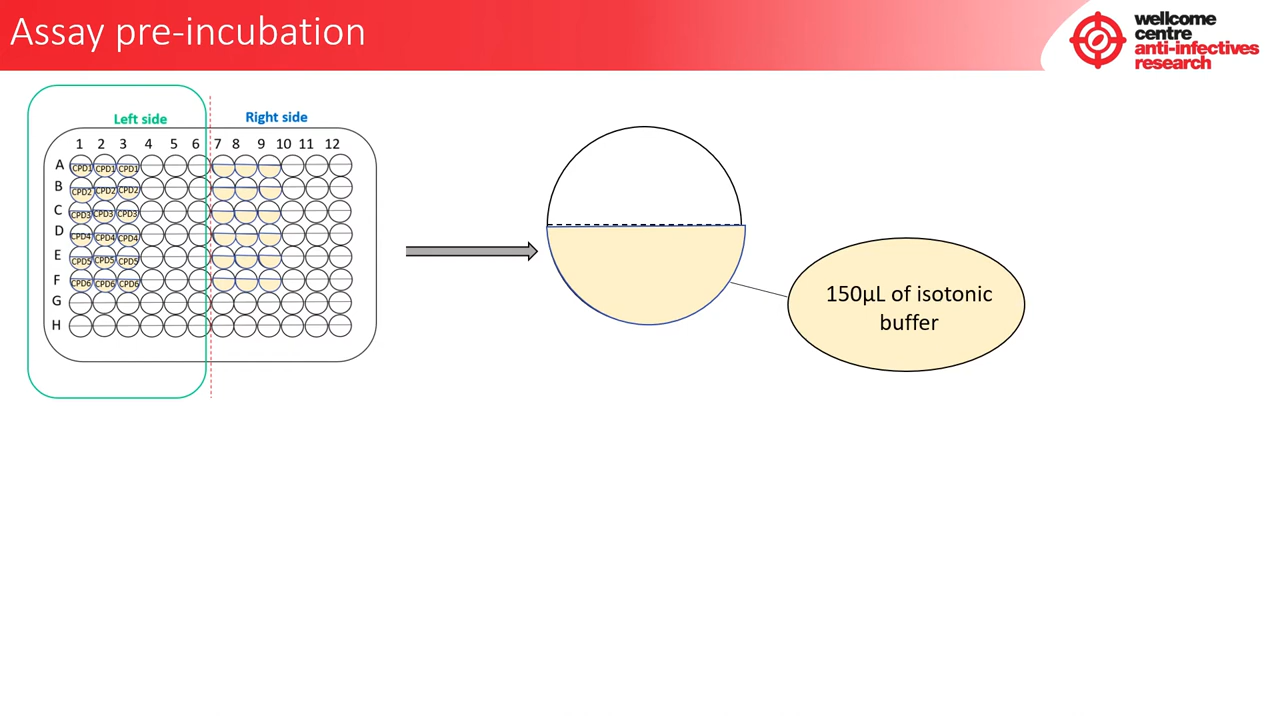 Assay pre-incubation
wellcome
centre
anti-infectives
research
Left side
Right side
1 2 3 4 5 6 7 8 9 10 11 12
A CPD1 CPD1 CPD1
B CPD2 CPD2 CPD2
C CPD3 CPD3 CPD3
D CPD4 CPD4 CPD4
E CPD5 CPD5 CPD5
F CPD6 CPD6 CPD6
G
H
150µL of isotonic
buffer